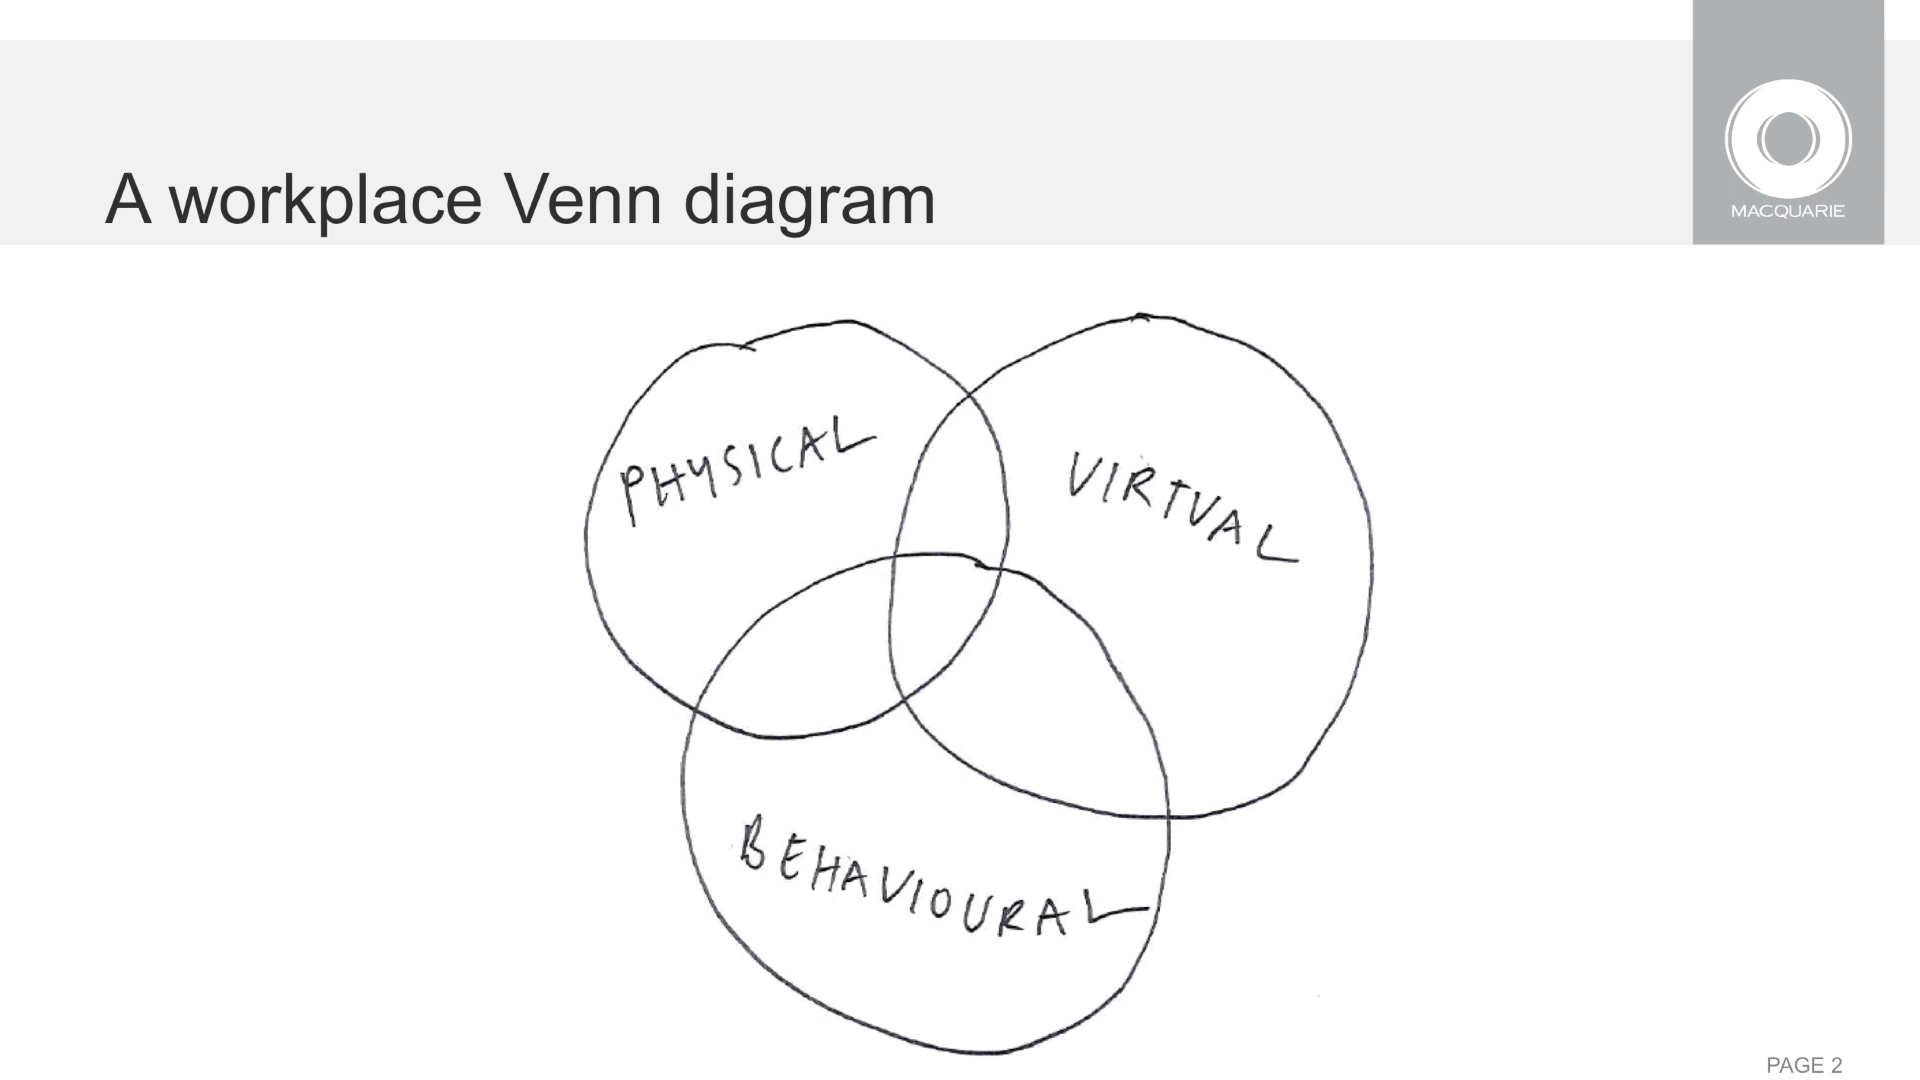 A workplace Venn diagram
MACQUARIE
PHYSICAL
VIRTUAL
BEHAVIOURAL
PAGE 2